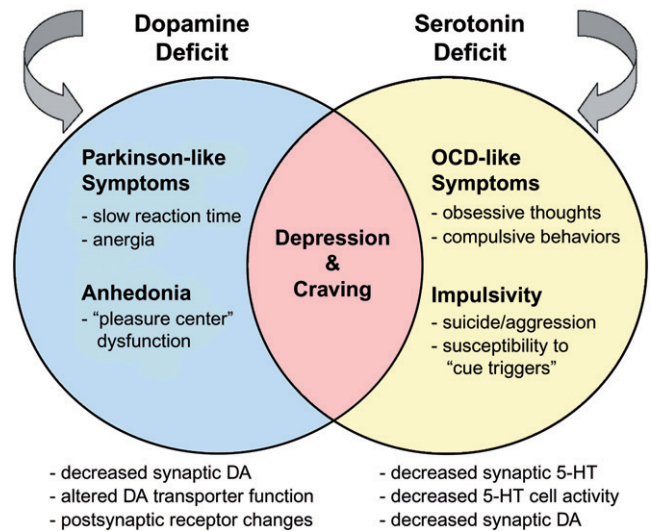 Dopamine
Deficit
Serotonin
Deficit
Parkinson-like
Symptoms
- slow reaction time
- anergia
Anhedonia
- “pleasure center”
dysfunction
Depression
&
Craving
OCD-like
Symptoms
- obsessive thoughts
- compulsive behaviors
Impulsivity
- suicide/aggression
- susceptibility to
“cue triggers”
- decreased synaptic DA
- altered DA transporter function
- postsynaptic receptor changes
- decreased synaptic 5-HT
- decreased 5-HT cell activity
- decreased synaptic DA